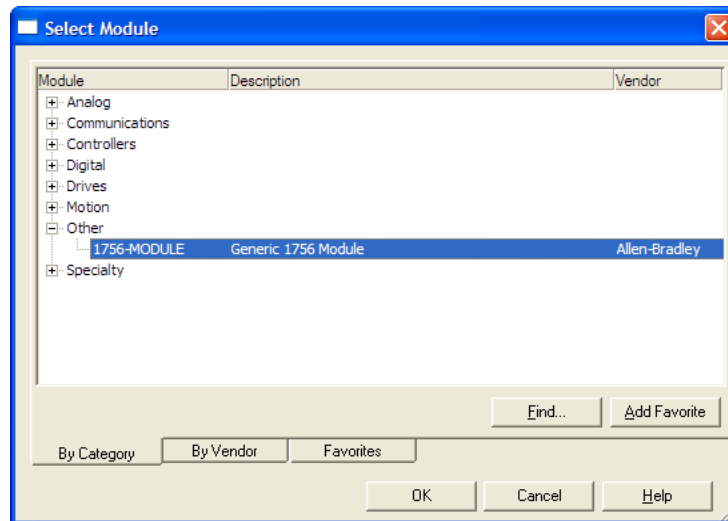 Select Module
Module Description Vendor
Analog
Communications
Controllers
Digital
Drives
Motion
Other
1756-MODULE Generic 1756 Module Allen-Bradley
Specialty
Find... Add Favorite
By Category By Vendor Favorites
OK Cancel Help